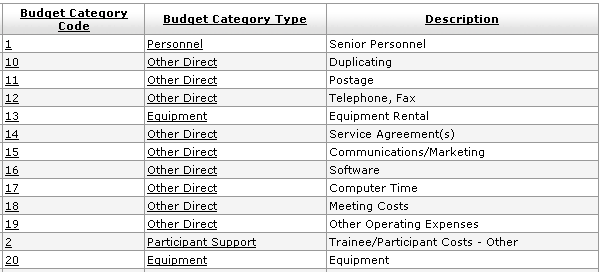 Budget Category Code Budget Category Type Description
1 Personnel Senior Personnel
10 Other Direct Duplicating
11 Other Direct Postage
12 Other Direct Telephone, Fax
13 Equipment Equipment Rental
14 Other Direct Service Agreement(s)
15 Other Direct Communications/Marketing
16 Other Direct Software
17 Other Direct Computer Time
18 Other Direct Meeting Costs
19 Other Direct Other Operating Expenses
2 Participant Support Trainee/Participant Costs - Other
20 Equipment Equipment